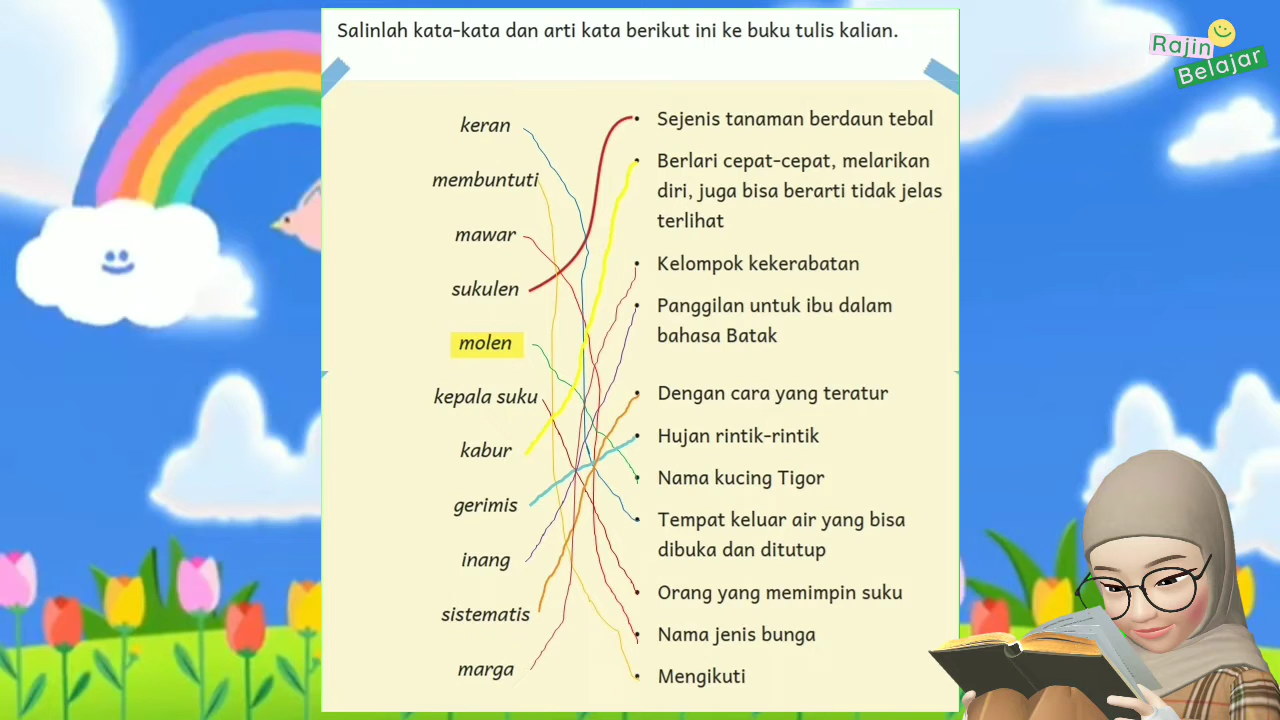 Salinlah kata-kata dan arti kata berikut ini ke buku tulis kalian.
Rajin
Belajar
keran
membuntuti
mawar
sukulen
molen
kepala suku
kabur
gerimis
inang
sistematis
marga
• Sejenis tanaman berdaun tebal
• Berlari cepat-cepat, melarikan
diri, juga bisa berarti tidak jelas
terlihat
• Kelompok kekerabatan
• Panggilan untuk ibu dalam
bahasa Batak
• Dengan cara yang teratur
• Hujan rintik-rintik
• Nama kucing Tigor
• Tempat keluar air yang bisa
dibuka dan ditutup
• Orang yang memimpin suku
• Nama jenis bunga
• Mengikuti